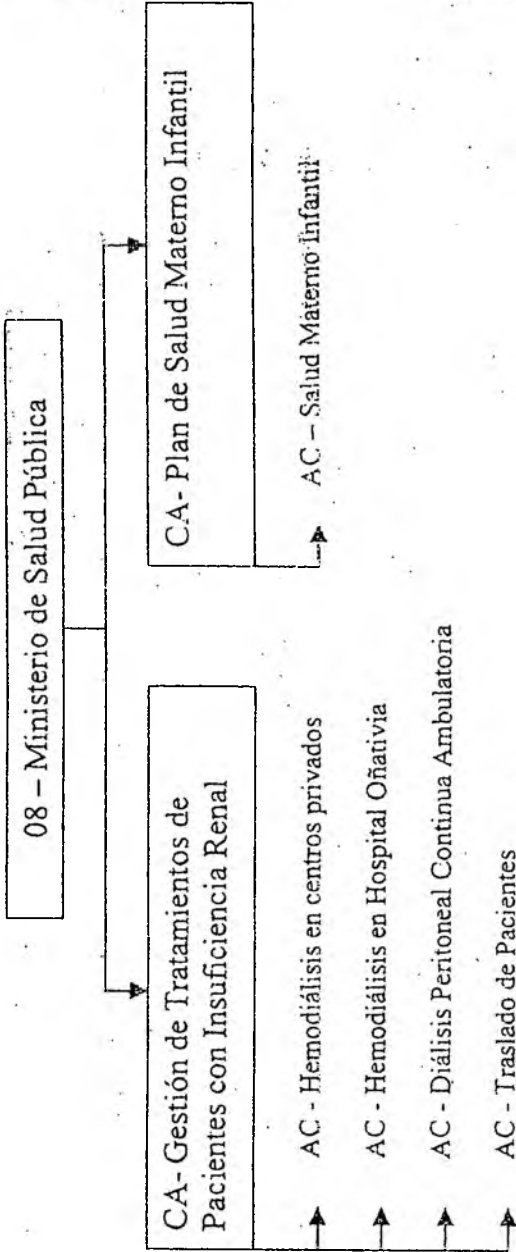 08 – Ministerio de Salud Pública
CA- Gestión de Tratamientos de
Pacientes con Insuficiencia Renal
AC - Hemodiálisis en centros privados
AC - Hemodiálisis en Hospital Oñativia
AC - Diálisis Peritoneal Continua Ambulatoria
AC - Traslado de Pacientes
CA- Plan de Salud Materno Infantil
AC – Salud Materno Infantil